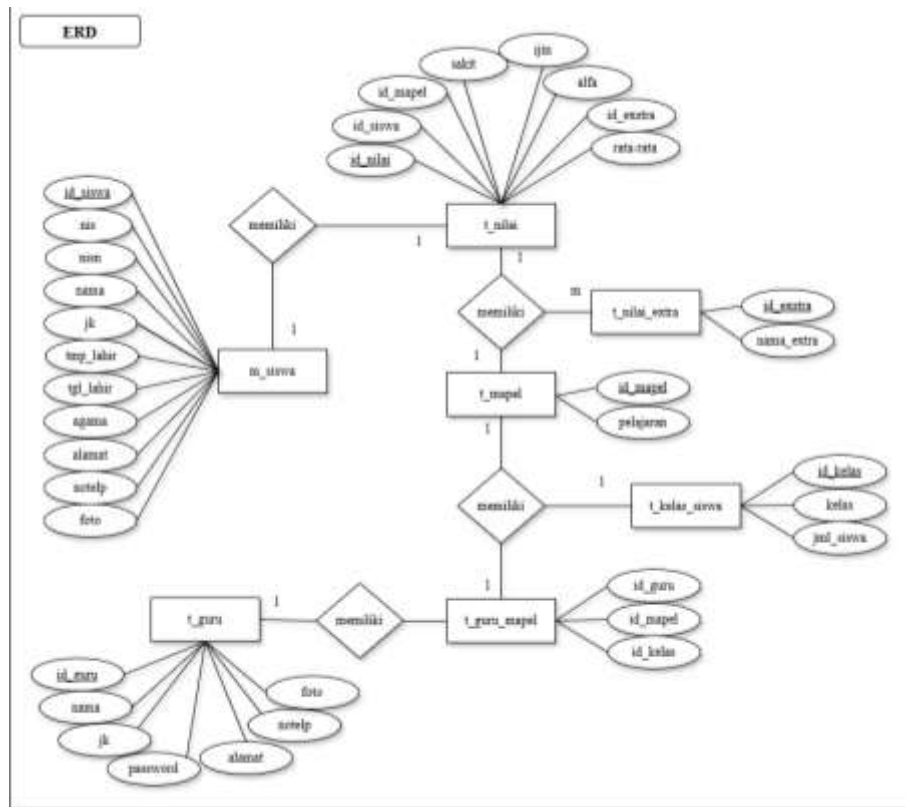 ERD
ijin
sakit
alfa
id_mapel
id_exstra
id_siswa
rata-rata
id_nilai
id_siswa
nis
nisn
nama
jk
tmp_lahir
tgl_lahir
agama
alamat
notelp
foto
memiliki
t_nilai
1
1
1
m
memiliki
t_nilai_extra
id_exstra
nama_extra
1
m_siswa
1
t_mapel
id_mapel
pelajaran
1
memiliki
1
t_kelas_siswa
id_kelas
kelas
jml_siswa
1
t_guru
1
memiliki
t_guru_mapel
id_guru
id_mapel
id_kelas
id_guru
nama
jk
password
alamat
notelp
foto